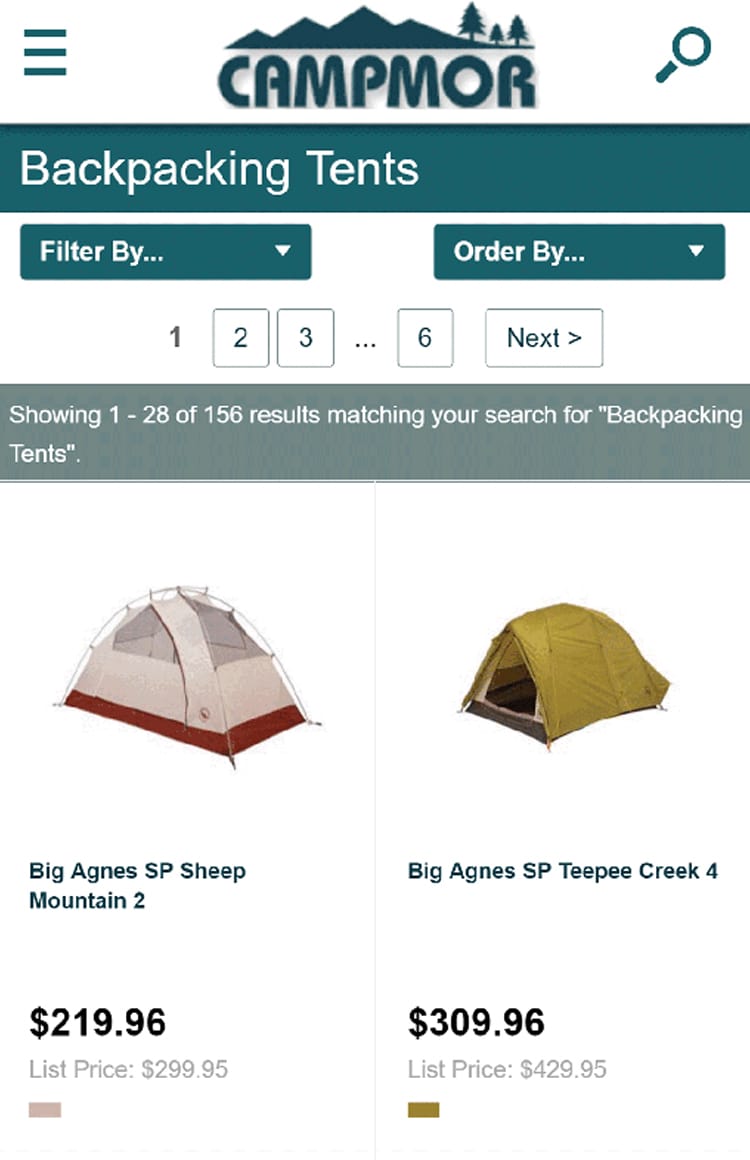 CAMPMOR
Backpacking Tents
Filter By...
Order By...
1 2 3 ... 6 Next >
Showing 1 - 28 of 156 results matching your search for "Backpacking
Tents".
Big Agnes SP Sheep
Mountain 2
$219.96
List Price: $299.95
Big Agnes SP Teepee Creek 4
$309.96
List Price: $429.95